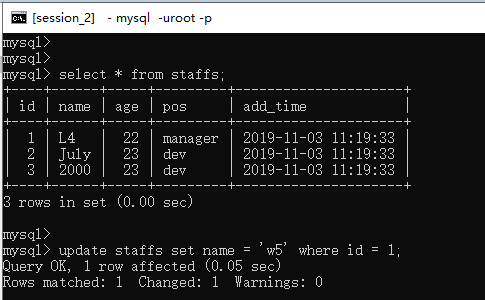 [session_2] - mysql -uroot -p
mysql>
mysql>
mysql> select * from staffs;
+----+------+-----+---------+---------------------+
| id | name | age | pos | add_time |
+----+------+-----+---------+---------------------+
| 1 | L4 | 22 | manager | 2019-11-03 11:19:33 |
| 2 | July | 23 | dev | 2019-11-03 11:19:33 |
| 3 | 2000 | 23 | dev | 2019-11-03 11:19:33 |
+----+------+-----+---------+---------------------+
3 rows in set (0.00 sec)
mysql>
mysql> update staffs set name = 'w5' where id = 1;
Query OK, 1 row affected (0.05 sec)
Rows matched: 1 Changed: 1 Warnings: 0